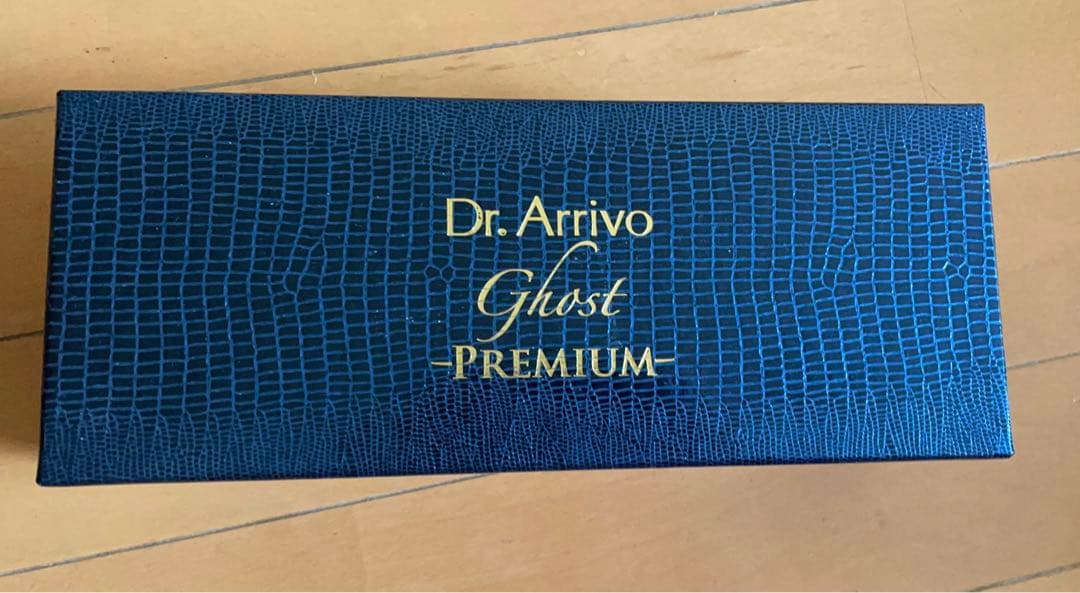 Dr. Arrivo
Ghost
-PREMIUM-